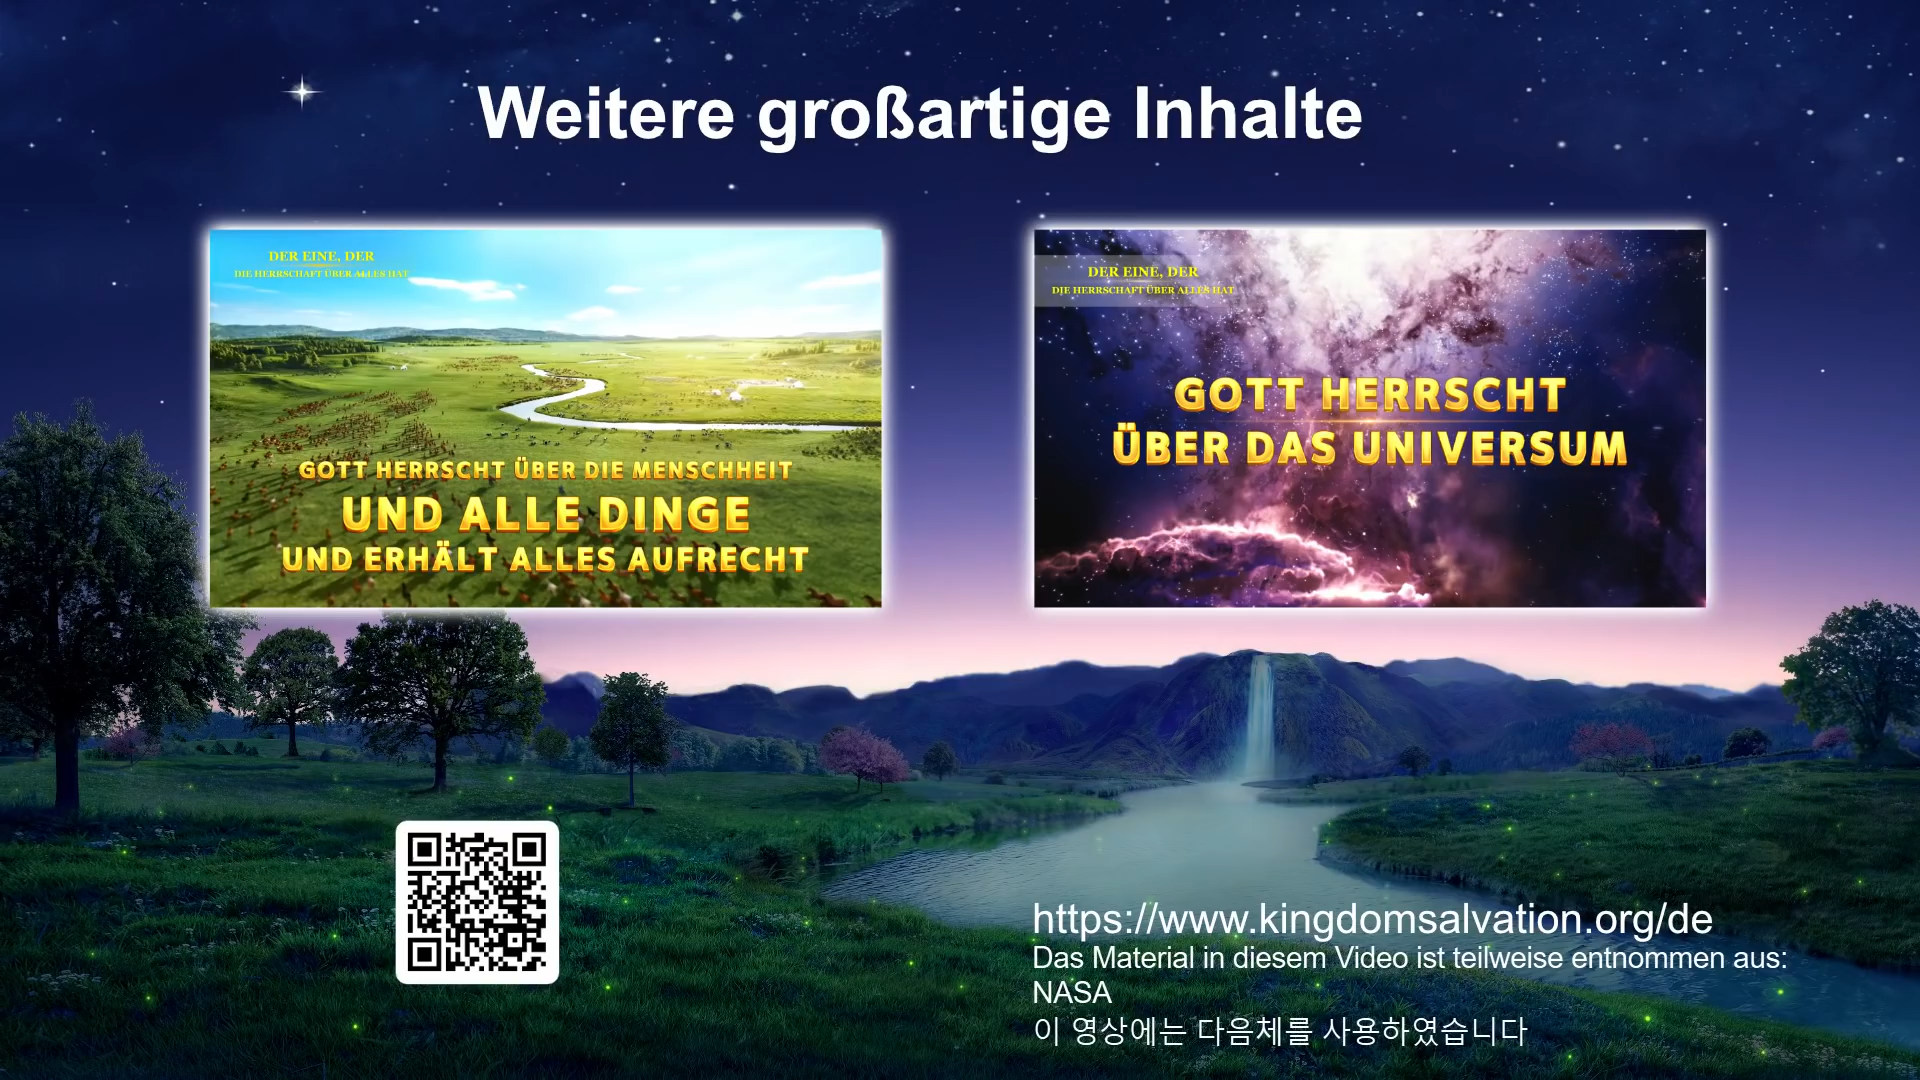 Weitere großartige Inhalte
DER EINE, DER
DIE HERRSCHAFT ÜBER ALLES HAT
GOTT HERRSCHT ÜBER DIE MENSCHHEIT
UND ALLE DINGE
UND ERHÄLT ALLES AUFRECHT
DER EINE, DER
DIE HERRSCHAFT ÜBER ALLES HAT
GOTT HERRSCHT
ÜBER DAS UNIVERSUM
https://www.kingdomsalvation.org/de
Das Material in diesem Video ist teilweise entnommen aus:
NASA
이 영상에는 다음체를 사용하였습니다